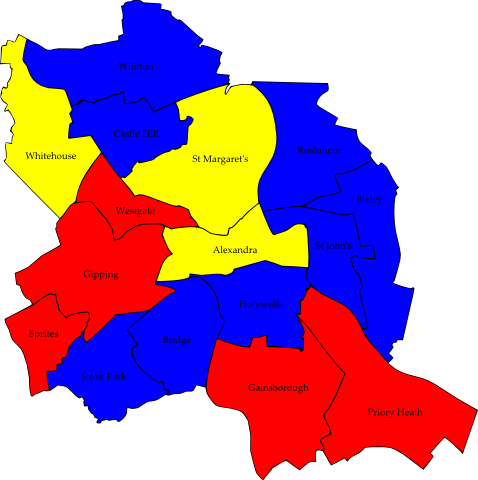 Whitton
Castle Hill
Rushmere
Whitehouse
St Margaret's
Bixley
Westgate
Alexandra
St John's
Gipping
Holywells
Sprites
Bridge
Stoke Park
Gainsborough
Priory Heath